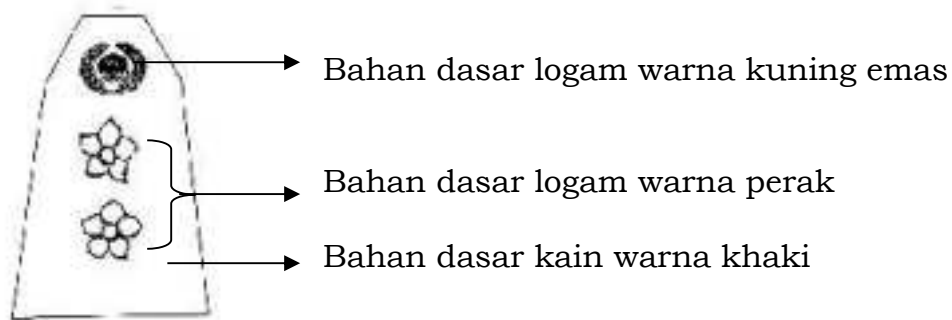 Bahan dasar logam warna kuning emas
Bahan dasar logam warna perak
Bahan dasar kain warna khaki